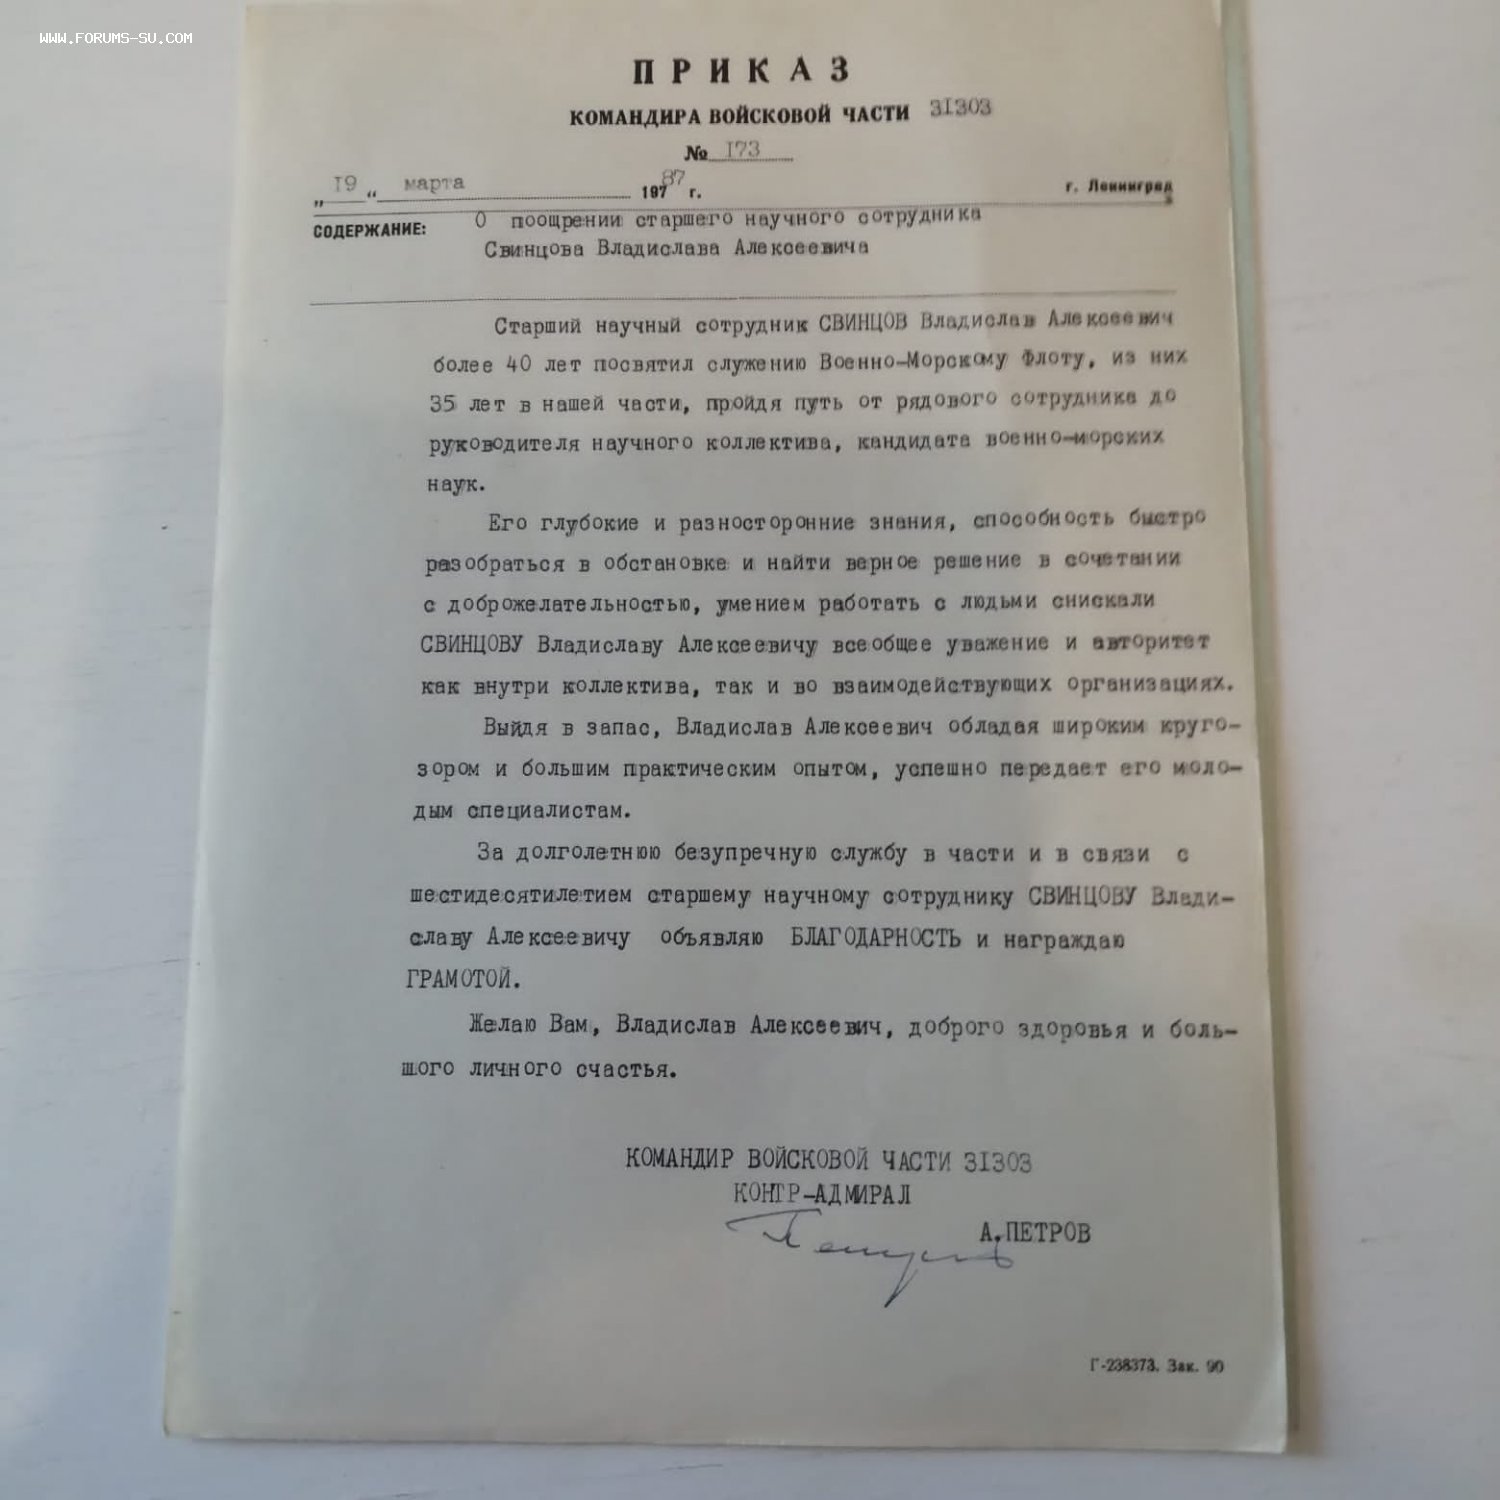 WWW.FORUMS-SU.COM
ПРИКАЗ
КОМАНДИРА ВОЙСКОВОЙ ЧАСТИ 31303
№ I73
„ I9 “ марта 19787 г. г. Ленинград
СОДЕРЖАНИЕ: О поощрении старшего научного сотрудника
Свинцова Владислава Алексеевича
Старший научный сотрудник СВИНЦОВ Владислав Алексеевич
более 40 лет посвятил служению Военно-Морскому Флоту, из них
35 лет в нашей части, пройдя путь от рядового сотрудника до
руководителя научного коллектива, кандидата военно-морских
наук.
Его глубокие и разносторонние знания, способность быстро
разобраться в обстановке и найти верное решение в сочетании
с доброжелательностью, умением работать с людьми снискали
СВИНЦОВУ Владиславу Алексеевичу всеобщее уважение и авторитет
как внутри коллектива, так и во взаимодействующих организациях.
Выйдя в запас, Владислав Алексеевич обладая широким круго-
зором и большим практическим опытом, успешно передает его моло-
дым специалистам.
За долголетнюю безупречную службу в части и в связи с
шестидесятилетием старшему научному сотруднику СВИНЦОВУ Влади-
славу Алексеевичу объявляю БЛАГОДАРНОСТЬ и награждаю
ГРАМОТОЙ.
Желаю Вам, Владислав Алексеевич, доброго здоровья и боль-
шого личного счастья.
КОМАНДИР ВОЙСКОВОЙ ЧАСТИ 3I303
КОНТР-АДМИРАЛ
А.ПЕТРОВ
Г-238373. Зак. 90